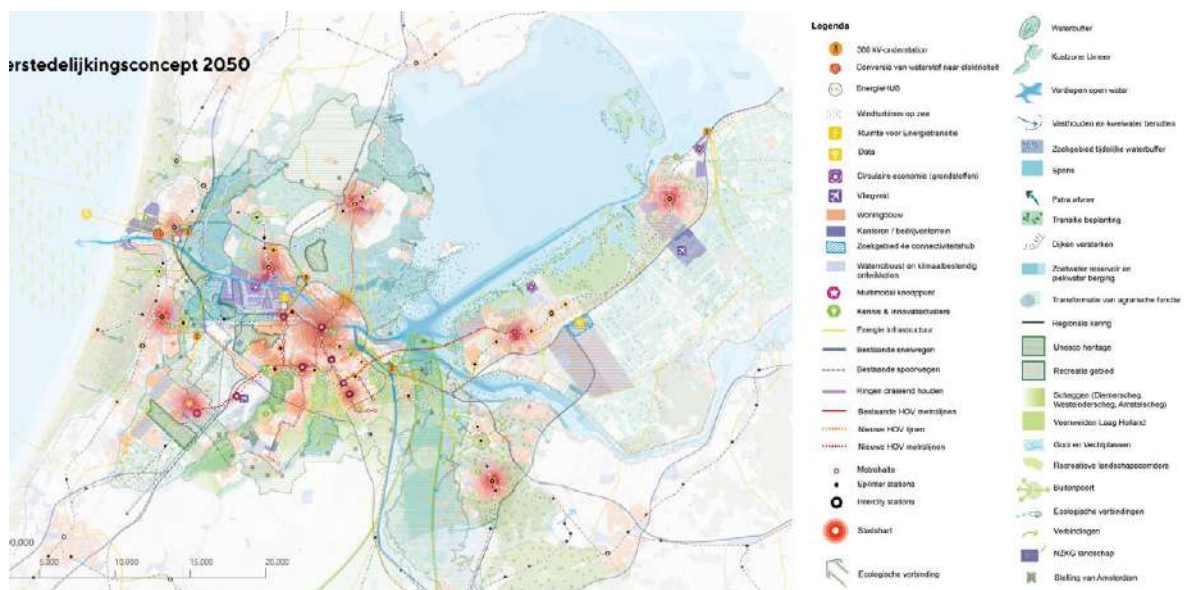 erstedelijkingsconcept 2050
5.000
10.000
15.000
20.000
Legenda
380 kV-onderstation
Conversie van waterstof naar elektriciteit
EnergieHUB
Windturbines op zee
Ruimte voor Energietransitie
Data
Circulaire economie (grondstoffen)
Vliegveld
Woningbouw
Kantoren / bedrijventerrein
Zoekgebied 4e connectiviteitshub
Waterrobuust en klimaatbestendig
ontwikkelen
Multimodaal knooppunt
Kennis & innovatieclusters
Energie infrastructuur
Bestaande snelwegen
Bestaande spoorwegen
Ringen draaiend houden
Bestaande HOV metrolijnen
Nieuwe HOV lijnen
Nieuwe HOV metrolijnen
Metrohalte
Sprinter stations
Intercity stations
Stadshart
Ecologische verbinding
Waterbuffer
Kustzone IJmeer
Verdiepen open water
Vasthouden en kwelwater benutten
Zoekgebied tijdelijke waterbuffer
Spons
Extra afvoer
Transitie beplanting
Dijken versterken
Zoetwater reservoir en
piekwater berging
Transformatie van agrarische functie
Regionale kering
Unesco heritage
Recreatie gebied
Scheggen (Diemerscheg,
Westeinderscheg, Amstelscheg)
Veenweiden Laag Holland
Gooi en Vechtplassen
Recreatieve landschapscorridors
Buitenpoort
Ecologische verbindingen
Verbindingen
NZKG landschap
Stelling van Amsterdam